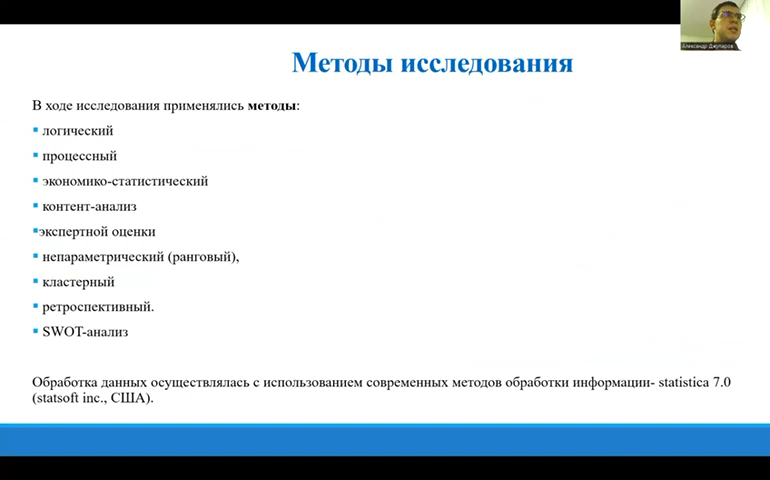 Александр Джупаров
Методы исследования
В ходе исследования применялись методы:
логический
процессный
экономико-статистический
контент-анализ
экспертной оценки
непараметрический (ранговый),
кластерный
ретроспективный.
SWOT-анализ
Обработка данных осуществлялась с использованием современных методов обработки информации- statistica 7.0
(statsoft inc., США).